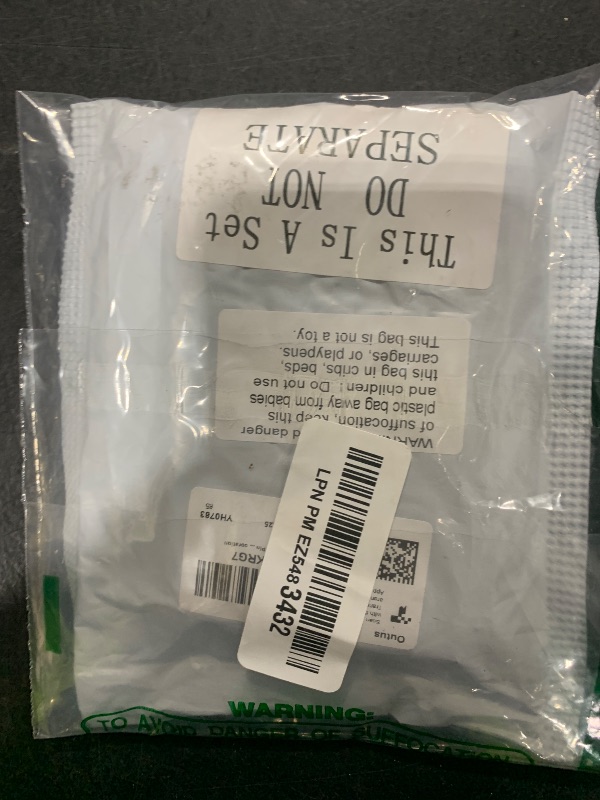 This Is A Set
DO NOT
SEPARATE
of suffocation, keep this
plastic bag away from babies
and children! Do not use
this bag in cribs, beds,
carriages, or playpens.
This bag is not a toy.
LPN PM EZ548 3432
Outus
KRG7
YH0783
WARNING:
TO AVOID DANGER OF SUFFOCATION